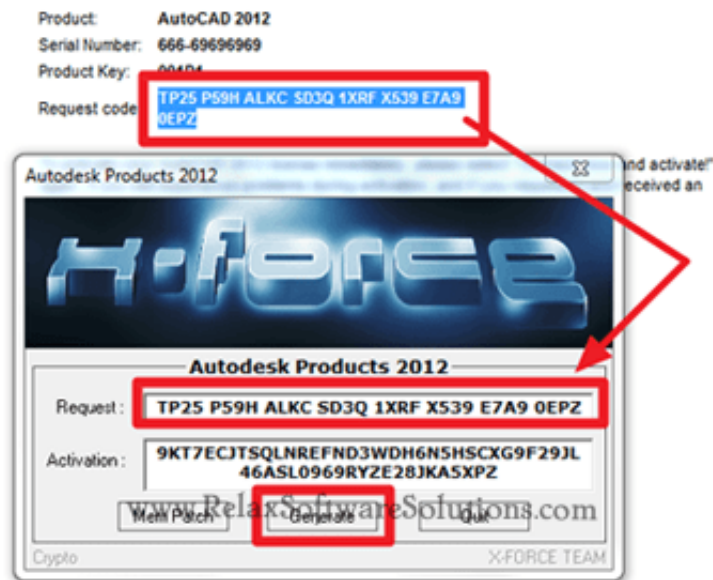 Product: AutoCAD 2012
Serial Number: 666-69696969
Product Key: 001D1
Request code TP25 P59H ALKC SD3Q 1XRF X539 E7A9
0EPZ
and activate!"
Autodesk Products 2012
eceived an
x-force
Autodesk Products 2012
Request : TP25 P59H ALKC SD3Q 1XRF X539 E7A9 0EPZ
Activation : 9KT7ECJTSQLNREFND3WDH6N5HSCXG9F29JL
46ASL0969RYZE28JKA5XPZ
Mem Patch Generate Quit
www.RelaxSoftwareSolutions.com
Crypto X-FORCE TEAM